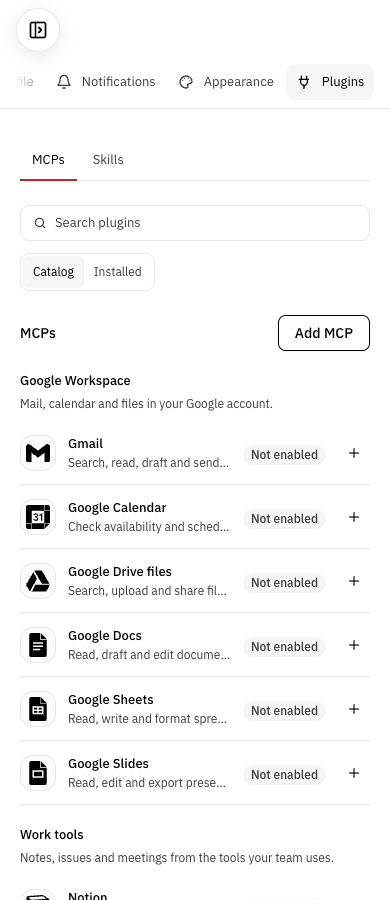 Notifications
Appearance
Plugins
MCPs
Skills
Search plugins
Catalog
Installed
MCPs
Add MCP
Google Workspace
Mail, calendar and files in your Google account.
Gmail
Search, read, draft and send...
Not enabled
31
Google Calendar
Check availability and sched...
Not enabled
Google Drive files
Search, upload and share fil...
Not enabled
Google Docs
Read, draft and edit docume...
Not enabled
Google Sheets
Read, write and format spre...
Not enabled
Google Slides
Read, edit and export prese...
Not enabled
Work tools
Notes, issues and meetings from the tools your team uses.
Notion